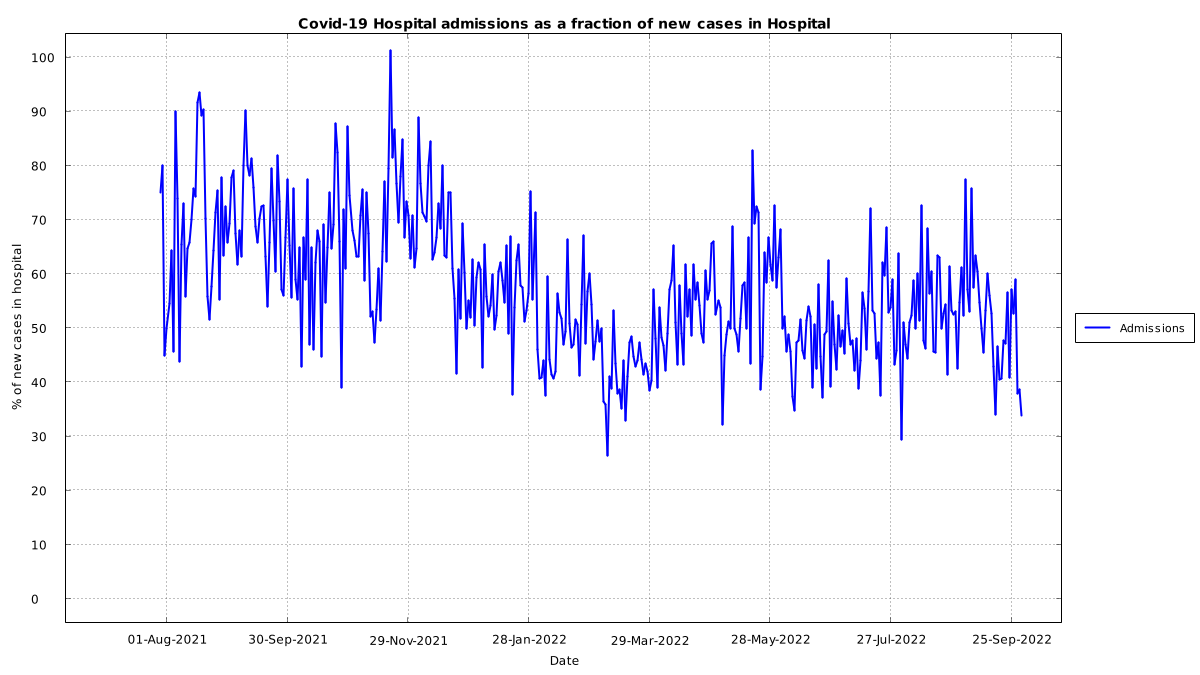 Covid-19 Hospital admissions as a fraction of new cases in Hospital
100
90
80
70
60
50
40
30
20
10
0
% of new cases in hospital
01-Aug-2021
30-Sep-2021
29-Nov-2021
28-Jan-2022
29-Mar-2022
28-May-2022
27-Jul-2022
25-Sep-2022
Date
Admissions